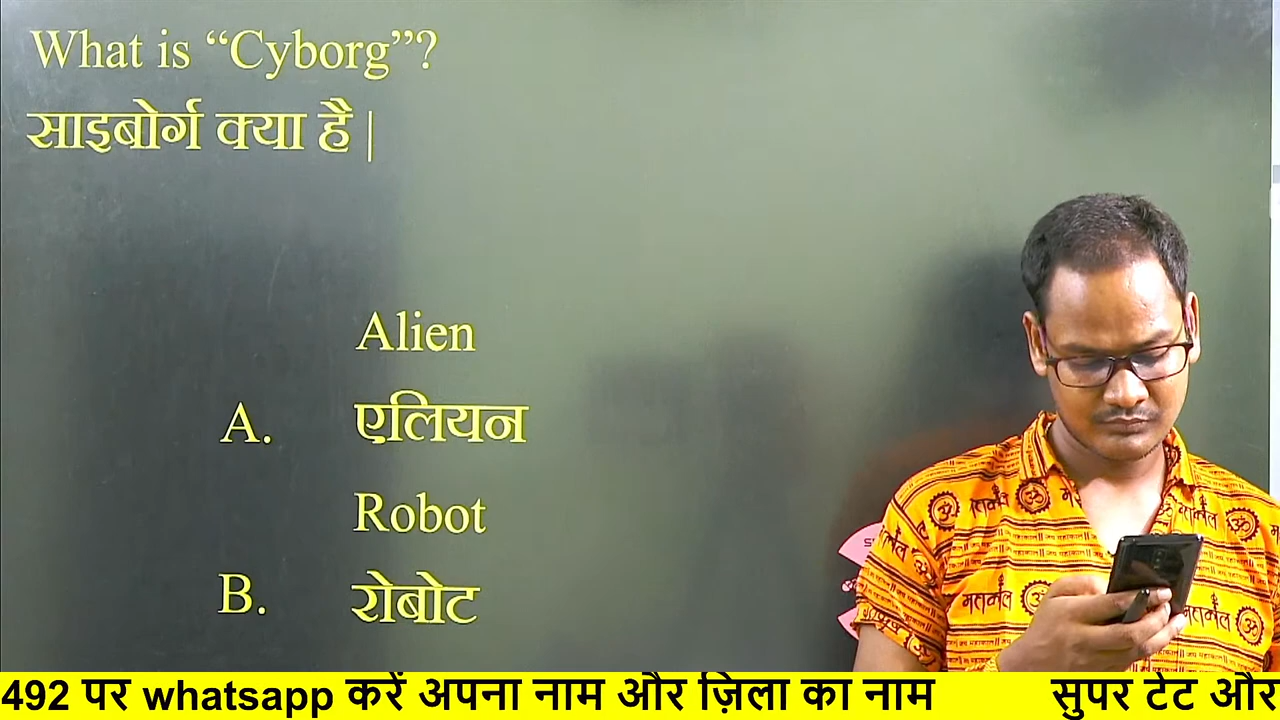 What is “Cyborg”?
साइबोर्ग क्या है |
Alien
A. एलियन
Robot
B. रोबोट
492 पर whatsapp करें अपना नाम और ज़िला का नाम सुपर टेट और